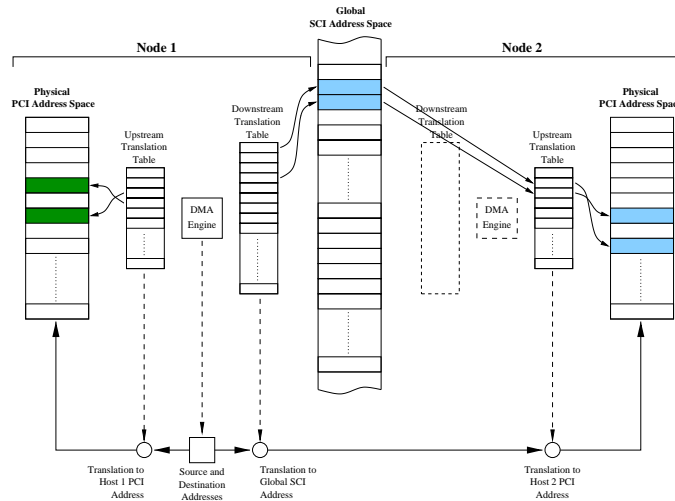 Global
SCI Address Space
Node 1
Node 2
Physical
PCI Address Space
Upstream
Translation
Table
DMA
Engine
Downstream
Translation
Table
Downstream
Translation
Table
DMA
Engine
Upstream
Translation
Table
Physical
PCI Address Space
Translation to
Host 1 PCI
Address
Source and
Destination
Addresses
Translation to
Global SCI
Address
Translation to
Host 2 PCI
Address